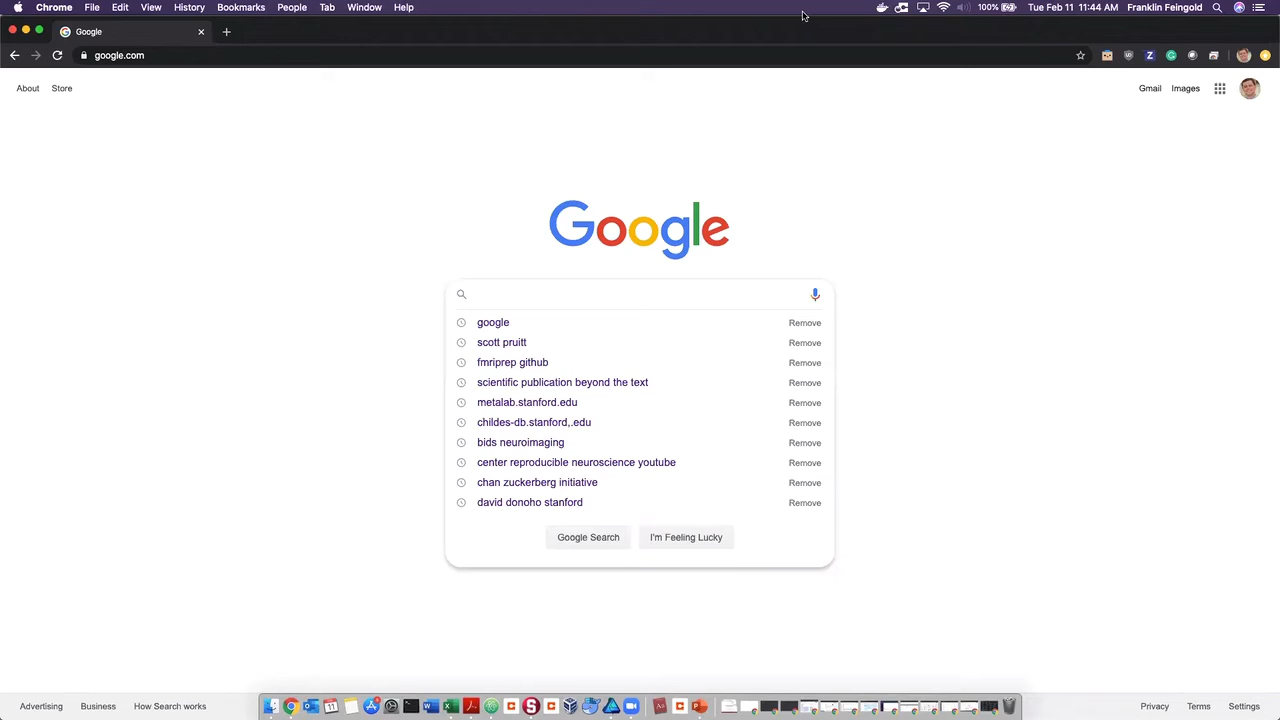 Chrome File Edit View History Bookmarks People Tab Window Help 100% Tue Feb 11 11:44 AM Franklin Feingold
Google
google.com
About Store Gmail Images
Google
google Remove
scott pruitt Remove
fmriprep github Remove
scientific publication beyond the text Remove
metalab.stanford.edu Remove
childes-db.stanford,.edu Remove
bids neuroimaging Remove
center reproducible neuroscience youtube Remove
chan zuckerberg initiative Remove
david donoho stanford Remove
Google Search I'm Feeling Lucky
Advertising Business How Search works Privacy Terms Settings